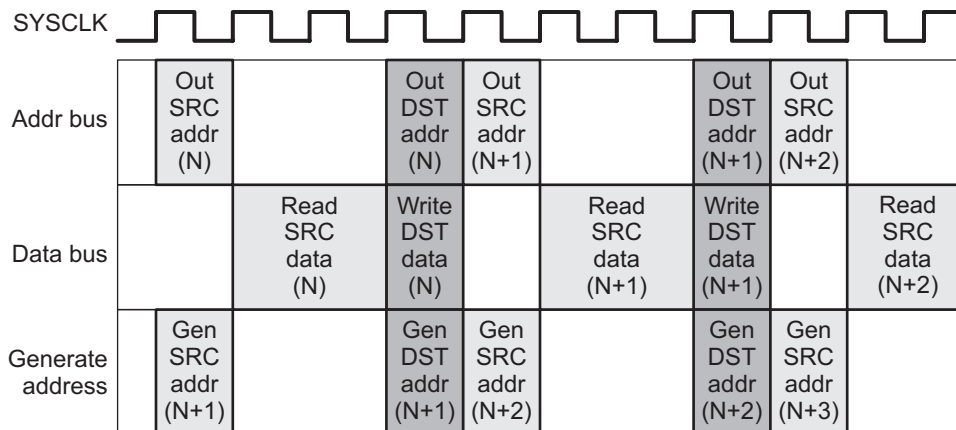 SYSCLK
Addr bus
Out
SRC
addr
(N)
Out
DST
addr
(N)
Out
SRC
addr
(N+1)
Out
DST
addr
(N+1)
Out
SRC
addr
(N+2)
Data bus
Read
SRC
data
(N)
Write
DST
data
(N)
Read
SRC
data
(N+1)
Write
DST
data
(N+1)
Read
SRC
data
(N+2)
Generate
address
Gen
SRC
addr
(N+1)
Gen
DST
addr
(N+1)
Gen
SRC
addr
(N+2)
Gen
DST
addr
(N+2)
Gen
SRC
addr
(N+3)